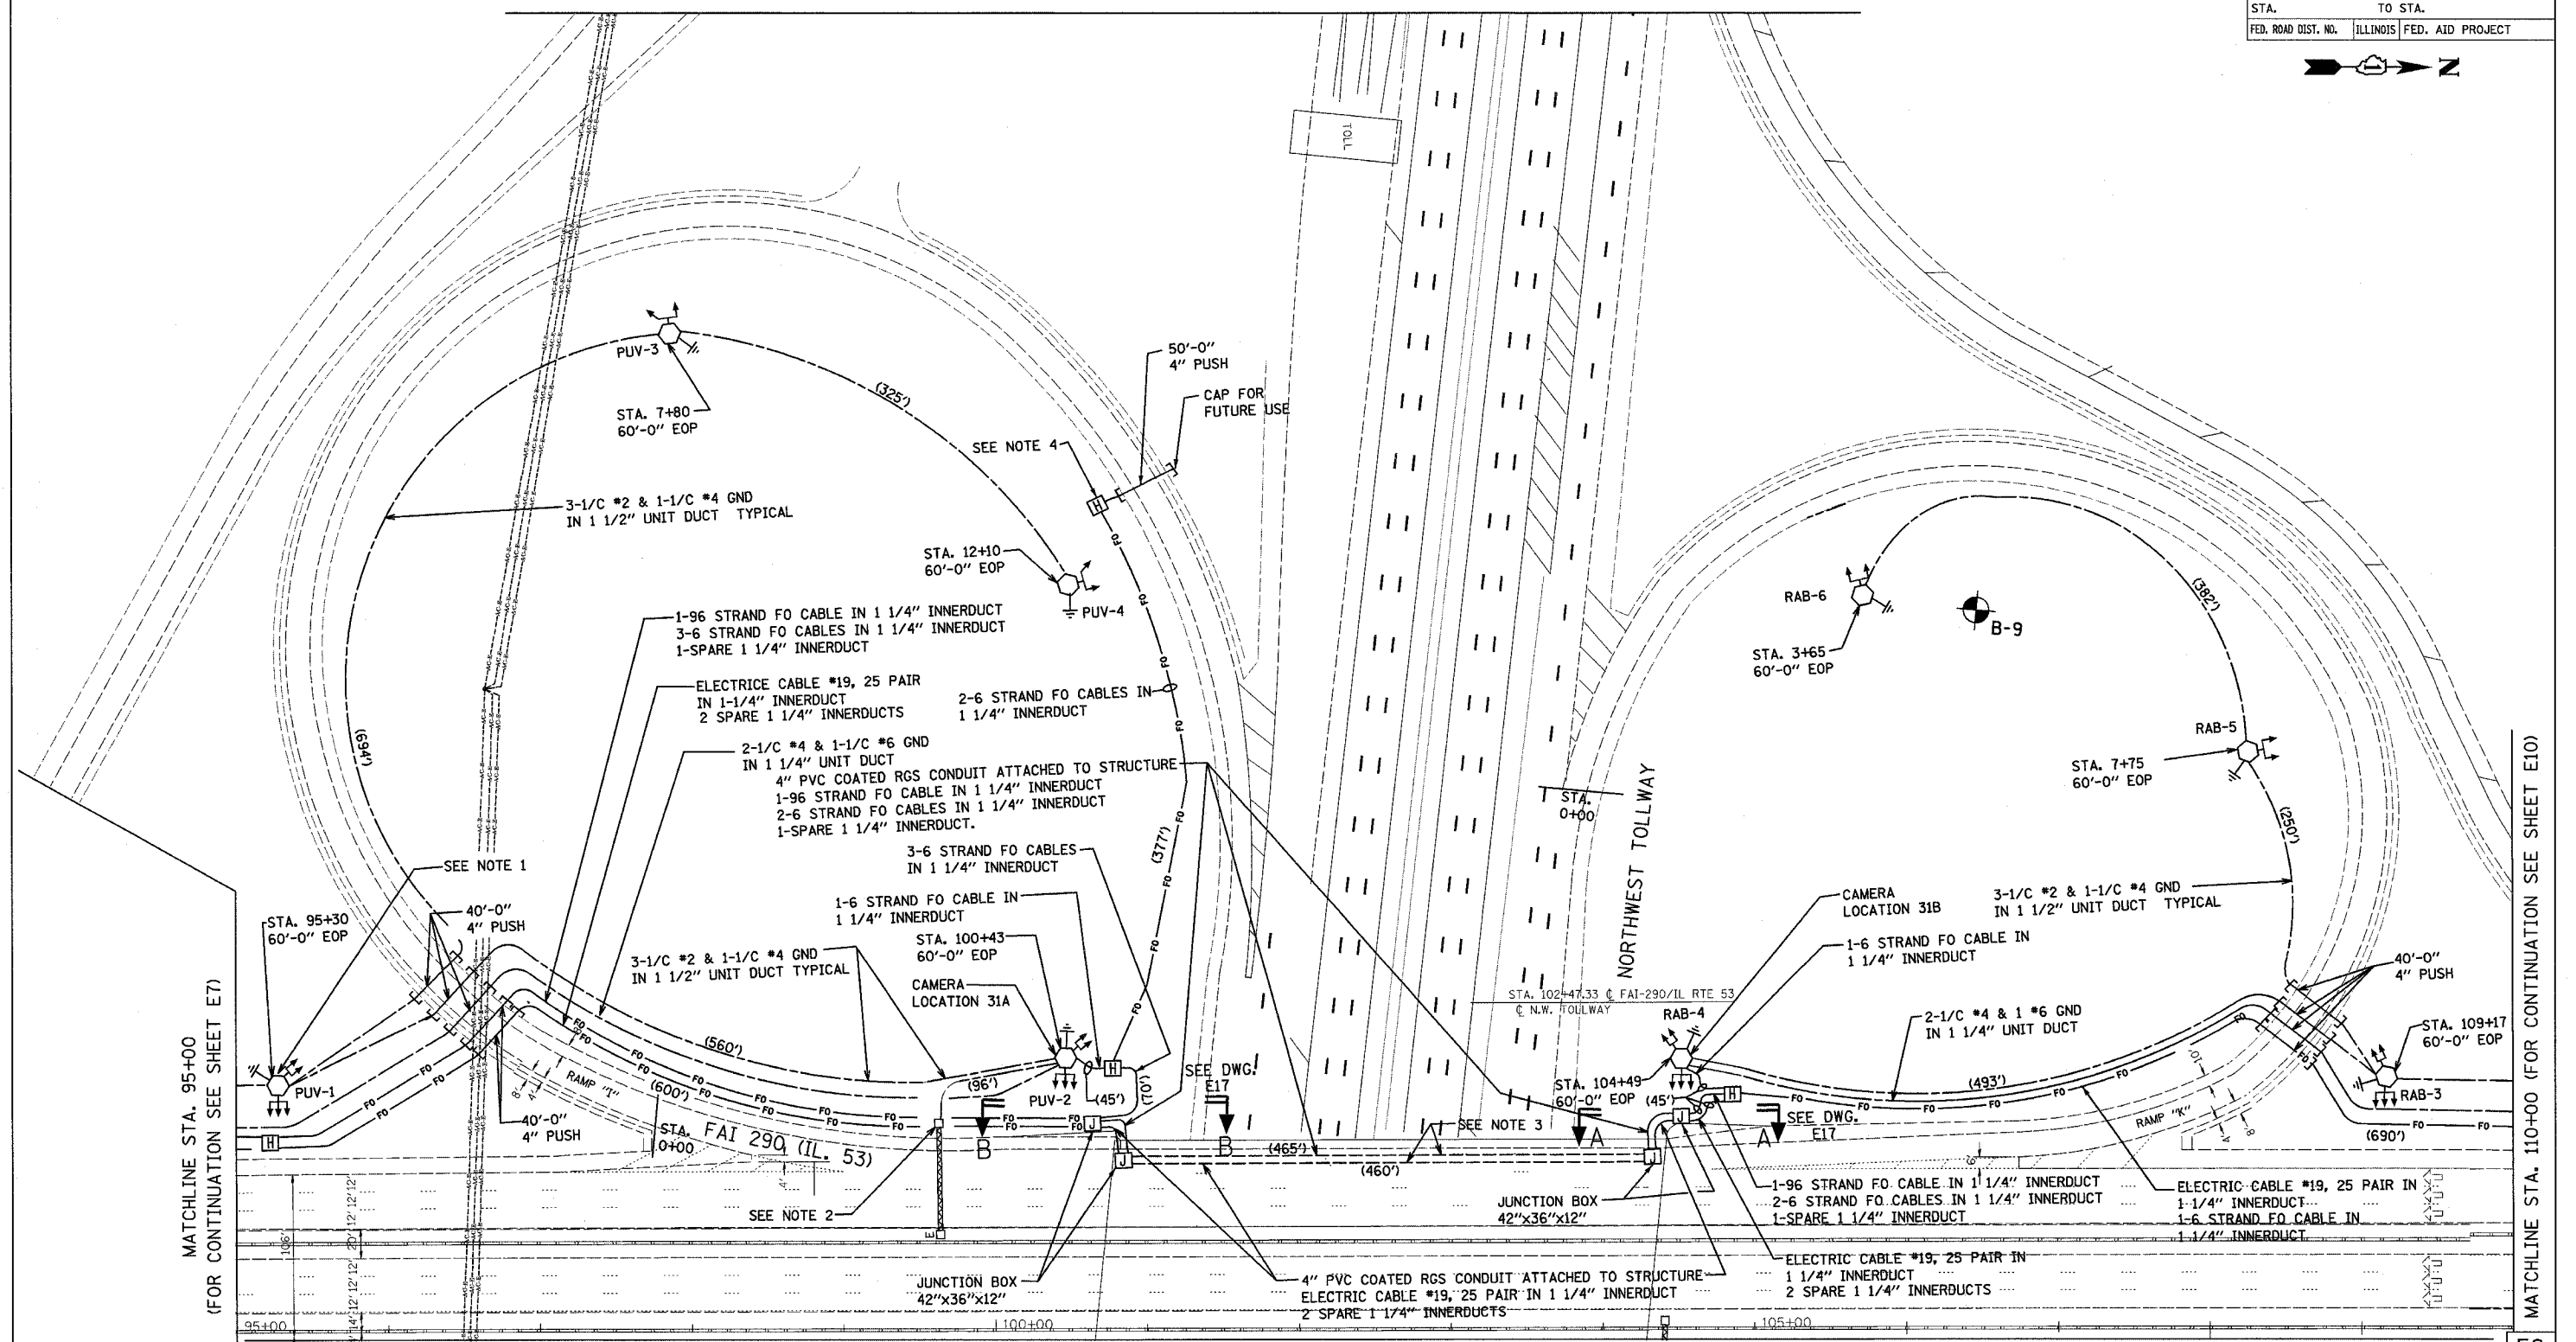 STA. TO STA.
FED. ROAD DIST. NO. ILLINOIS FED. AID PROJECT
N
TOLL
50'-0"
4" PUSH
CAP FOR
FUTURE USE
SEE NOTE 4
PUV-3
STA. 7+80
60'-0" EOP
(325')
3-1/C #2 & 1-1/C #4 GND
IN 1 1/2" UNIT DUCT TYPICAL
STA. 12+10
60'-0" EOP
PUV-4
RAB-6
B-9
STA. 3+65
60'-0" EOP
(382')
1-96 STRAND FO CABLE IN 1 1/4" INNERDUCT
3-6 STRAND FO CABLES IN 1 1/4" INNERDUCT
1-SPARE 1 1/4" INNERDUCT
ELECTRICE CABLE #19, 25 PAIR
IN 1-1/4" INNERDUCT
2 SPARE 1 1/4" INNERDUCTS
2-6 STRAND FO CABLES IN
1 1/4" INNERDUCT
(694')
2-1/C #4 & 1-1/C #6 GND
IN 1 1/4" UNIT DUCT
4" PVC COATED RGS CONDUIT ATTACHED TO STRUCTURE
1-96 STRAND FO CABLE IN 1 1/4" INNERDUCT
2-6 STRAND FO CABLES IN 1 1/4" INNERDUCT
1-SPARE 1 1/4" INNERDUCT.
RAB-5
STA. 7+75
60'-0" EOP
STA.
0+00
NORTHWEST TOLLWAY
(250')
(377')
3-6 STRAND FO CABLES
IN 1 1/4" INNERDUCT
SEE NOTE 1
1-6 STRAND FO CABLE IN
1 1/4" INNERDUCT
CAMERA
LOCATION 31B
3-1/C #2 & 1-1/C #4 GND
IN 1 1/2" UNIT DUCT TYPICAL
STA. 95+30
60'-0" EOP
40'-0"
4" PUSH
STA. 100+43
60'-0" EOP
3-1/C #2 & 1-1/C #4 GND
IN 1 1/2" UNIT DUCT TYPICAL
1-6 STRAND FO CABLE IN
1 1/4" INNERDUCT
40'-0"
4" PUSH
CAMERA
LOCATION 31A
STA. 102+47.33 ℄ FAI-290/IL RTE 53
℄ N.W. TOLLWAY
RAB-4
2-1/C #4 & 1 #6 GND
IN 1 1/4" UNIT DUCT
STA. 109+17
60'-0" EOP
MATCHLINE STA. 95+00
(FOR CONTINUATION SEE SHEET E7)
MATCHLINE STA. 110+00 (FOR CONTINUATION SEE SHEET E10)
PUV-1
(560')
RAMP "T"
8'
4'
(600')
(96')
PUV-2
(45')
(107')
SEE DWG.
E17
STA. 104+49
60'-0" EOP
(45')
(493')
10'
RAMP "K"
4'
8'
RAB-3
(690')
40'-0"
4" PUSH
STA.
0+00
FAI 290 (IL. 53)
4'
B
B
(465')
(460')
SEE NOTE 3
A
A
SEE DWG.
E17
6'
H
H
H
H
J
J
J
J
FO
SEE NOTE 2
JUNCTION BOX
42"x36"x12"
1-96 STRAND FO CABLE IN 1 1/4" INNERDUCT
2-6 STRAND FO CABLES IN 1 1/4" INNERDUCT
1-SPARE 1 1/4" INNERDUCT
ELECTRIC CABLE #19, 25 PAIR IN
1 1/4" INNERDUCT
1-6 STRAND FO CABLE IN
1 1/4" INNERDUCT
E
106'
14'12'12'12' 20'12'12'12'
JUNCTION BOX
42"x36"x12"
4" PVC COATED RGS CONDUIT ATTACHED TO STRUCTURE
ELECTRIC CABLE #19, 25 PAIR IN 1 1/4" INNERDUCT
2 SPARE 1 1/4" INNERDUCTS
ELECTRIC CABLE #19, 25 PAIR IN
1 1/4" INNERDUCT
2 SPARE 1 1/4" INNERDUCTS
95+00
100+00
105+00